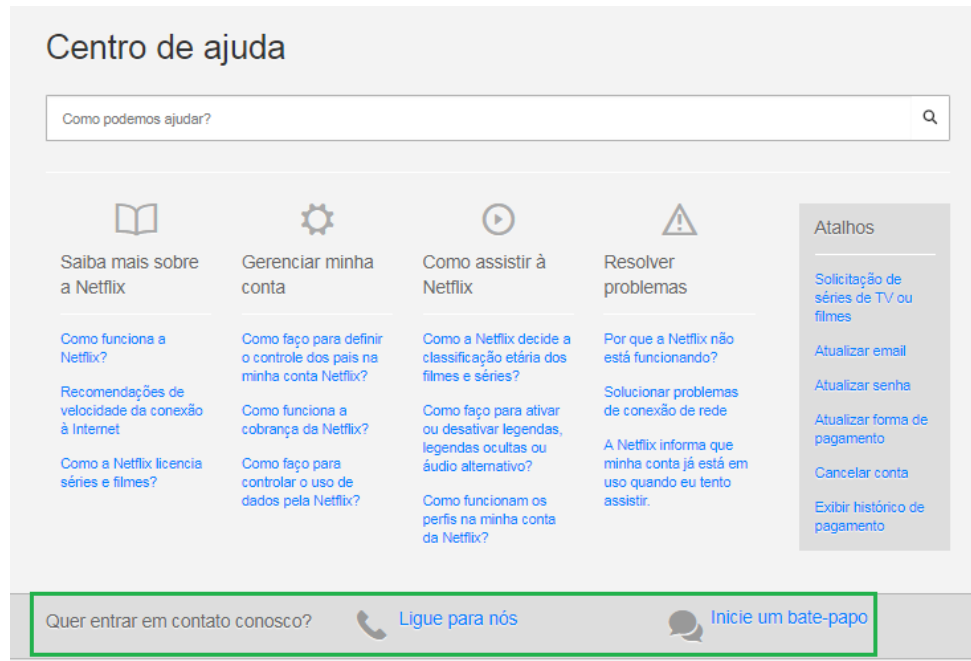 Centro de ajuda
Como podemos ajudar?
Saiba mais sobre
a Netflix
Como funciona a
Netflix?
Recomendações de
velocidade da conexão
à Internet
Como a Netflix licencia
séries e filmes?
Gerenciar minha
conta
Como faço para definir
o controle dos pais na
minha conta Netflix?
Como funciona a
cobrança da Netflix?
Como faço para
controlar o uso de
dados pela Netflix?
Como assistir à
Netflix
Como a Netflix decide a
classificação etária dos
filmes e séries?
Como faço para ativar
ou desativar legendas,
legendas ocultas ou
áudio alternativo?
Como funcionam os
perfis na minha conta
da Netflix?
Resolver
problemas
Por que a Netflix não
está funcionando?
Solucionar problemas
de conexão de rede
A Netflix informa que
minha conta já está em
uso quando eu tento
assistir.
Atalhos
Solicitação de
séries de TV ou
filmes
Atualizar email
Atualizar senha
Atualizar forma de
pagamento
Cancelar conta
Exibir histórico de
pagamento
Quer entrar em contato conosco?
Ligue para nós
Inicie um bate-papo